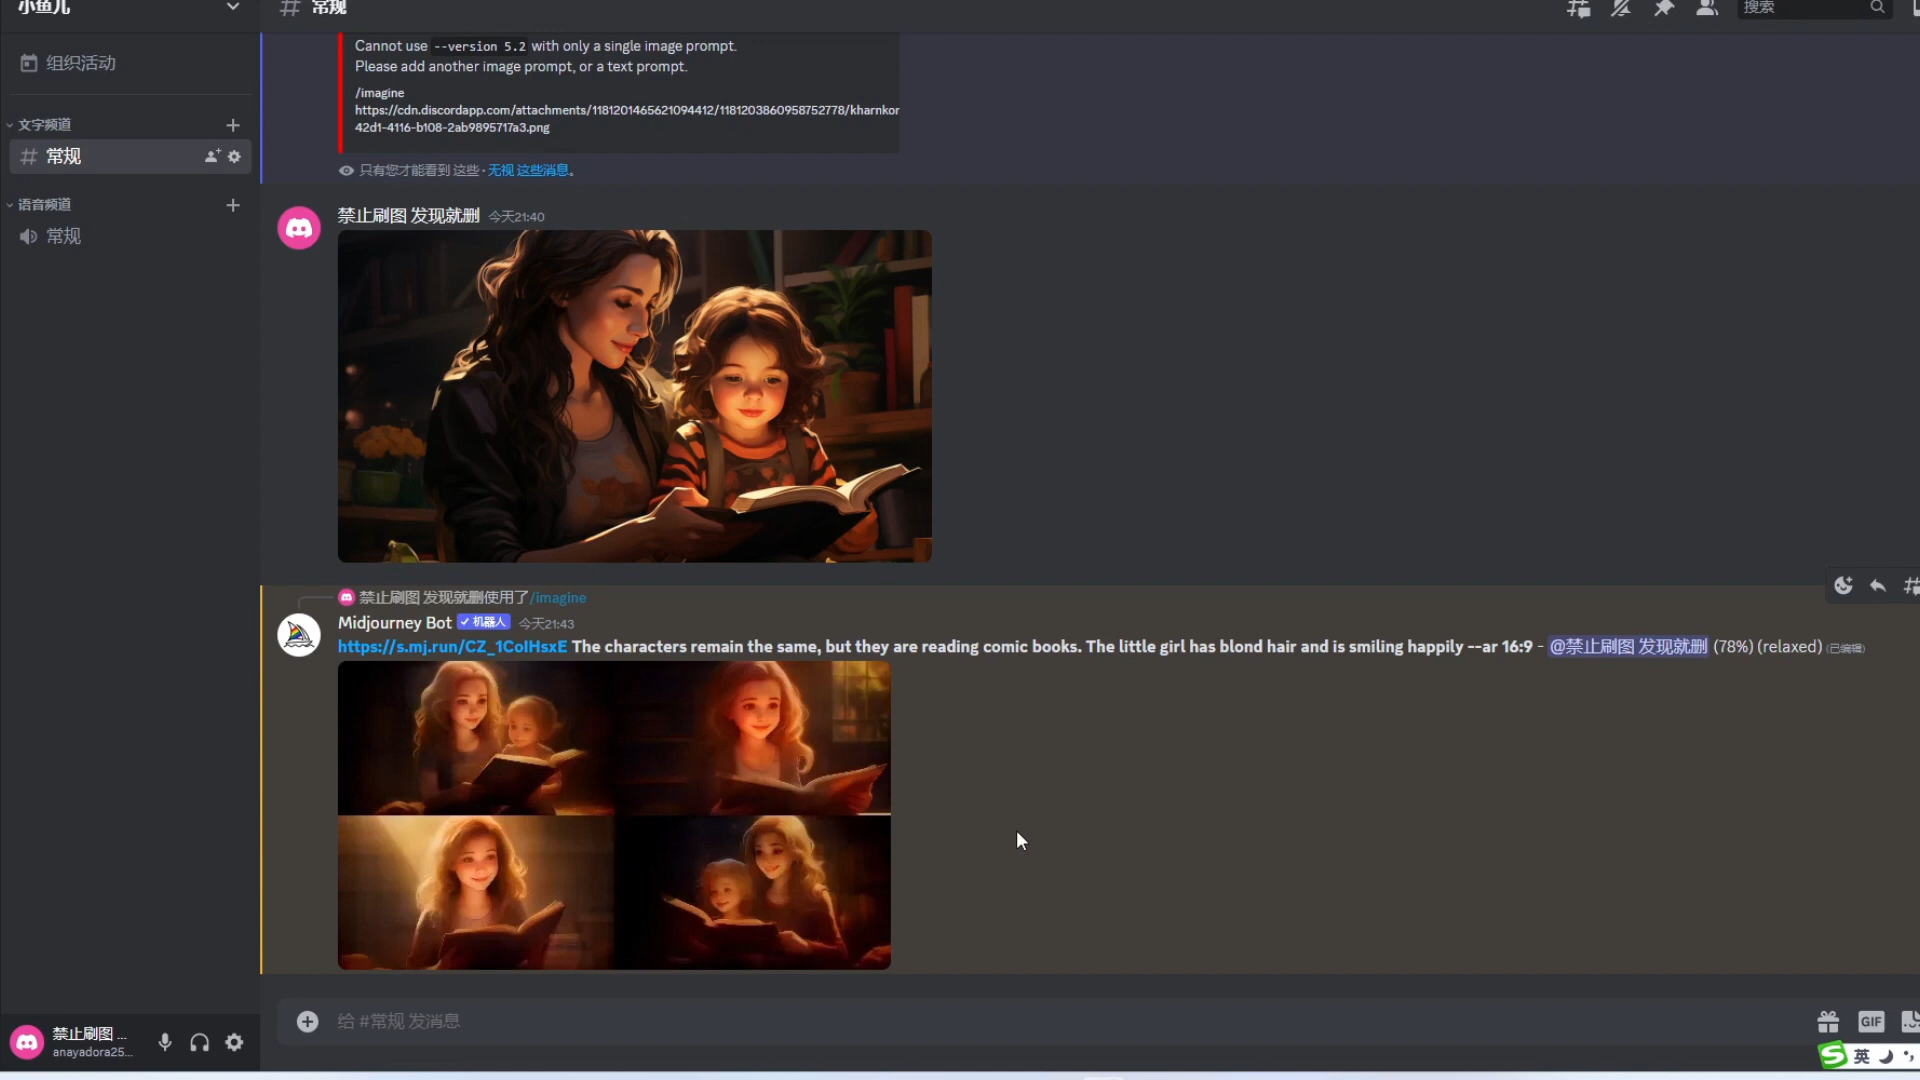 小鱼儿
常规
搜索
组织活动
文字频道
常规
语音频道
常规
Cannot use --version 5.2 with only a single image prompt.
Please add another image prompt, or a text prompt.
/imagine
https://cdn.discordapp.com/attachments/1181201465621094412/1181203860958752778/kharnkor
42d1-4116-b108-2ab9895717a3.png
只有您才能看到 这些 · 无视 这些消息。
禁止刷图 发现就删 今天21:40
禁止刷图 发现就删使用了/imagine
Midjourney Bot ✓ 机器人 今天21:43
https://s.mj.run/CZ_1ColHsxE The characters remain the same, but they are reading comic books. The little girl has blond hair and is smiling happily --ar 16:9 - @禁止刷图 发现就删 (78%) (relaxed) (已编辑)
给 #常规 发消息
GIF
禁止刷图 ...
anayadora25...
英